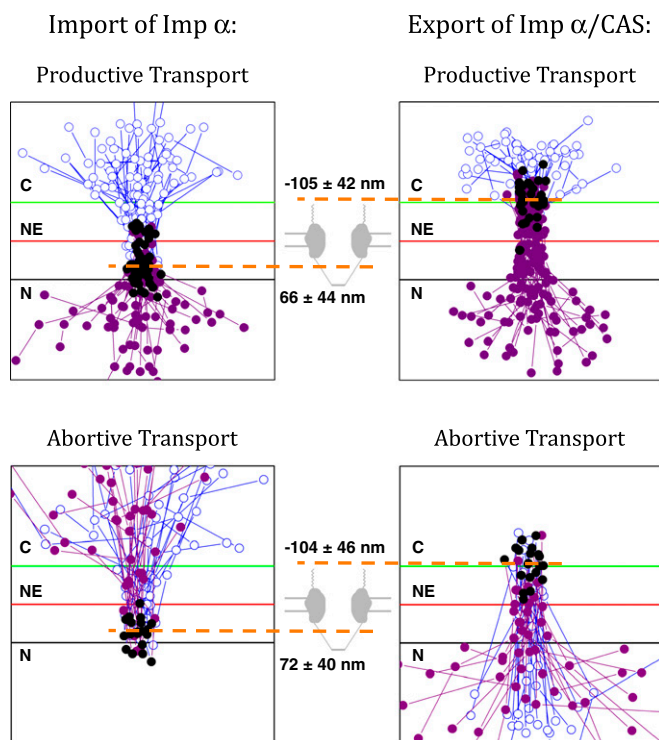 Import of Imp α:
Export of Imp α/CAS:
Productive Transport
Productive Transport
C
NE
N
-105 ± 42 nm
66 ± 44 nm
C
NE
N
Abortive Transport
Abortive Transport
C
NE
N
-104 ± 46 nm
72 ± 40 nm
C
NE
N